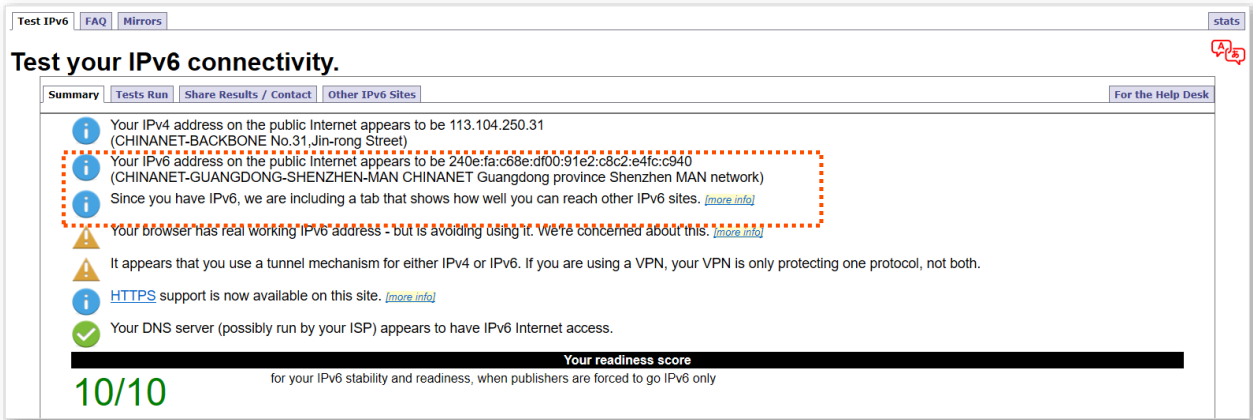 Test IPv6 FAQ Mirrors stats
Test your IPv6 connectivity.
Summary Tests Run Share Results / Contact Other IPv6 Sites For the Help Desk
Your IPv4 address on the public Internet appears to be 113.104.250.31
(CHINANET-BACKBONE No.31,Jin-rong Street)
Your IPv6 address on the public Internet appears to be 240e:fa:c68e:df00:91e2:c8c2:e4fc:c940
(CHINANET-GUANGDONG-SHENZHEN-MAN CHINANET Guangdong province Shenzhen MAN network)
Since you have IPv6, we are including a tab that shows how well you can reach other IPv6 sites. [more info]
Your browser has real working IPv6 address - but is avoiding using it. We're concerned about this. [more info]
It appears that you use a tunnel mechanism for either IPv4 or IPv6. If you are using a VPN, your VPN is only protecting one protocol, not both.
HTTPS support is now available on this site. [more info]
Your DNS server (possibly run by your ISP) appears to have IPv6 Internet access.
Your readiness score
10/10 for your IPv6 stability and readiness, when publishers are forced to go IPv6 only